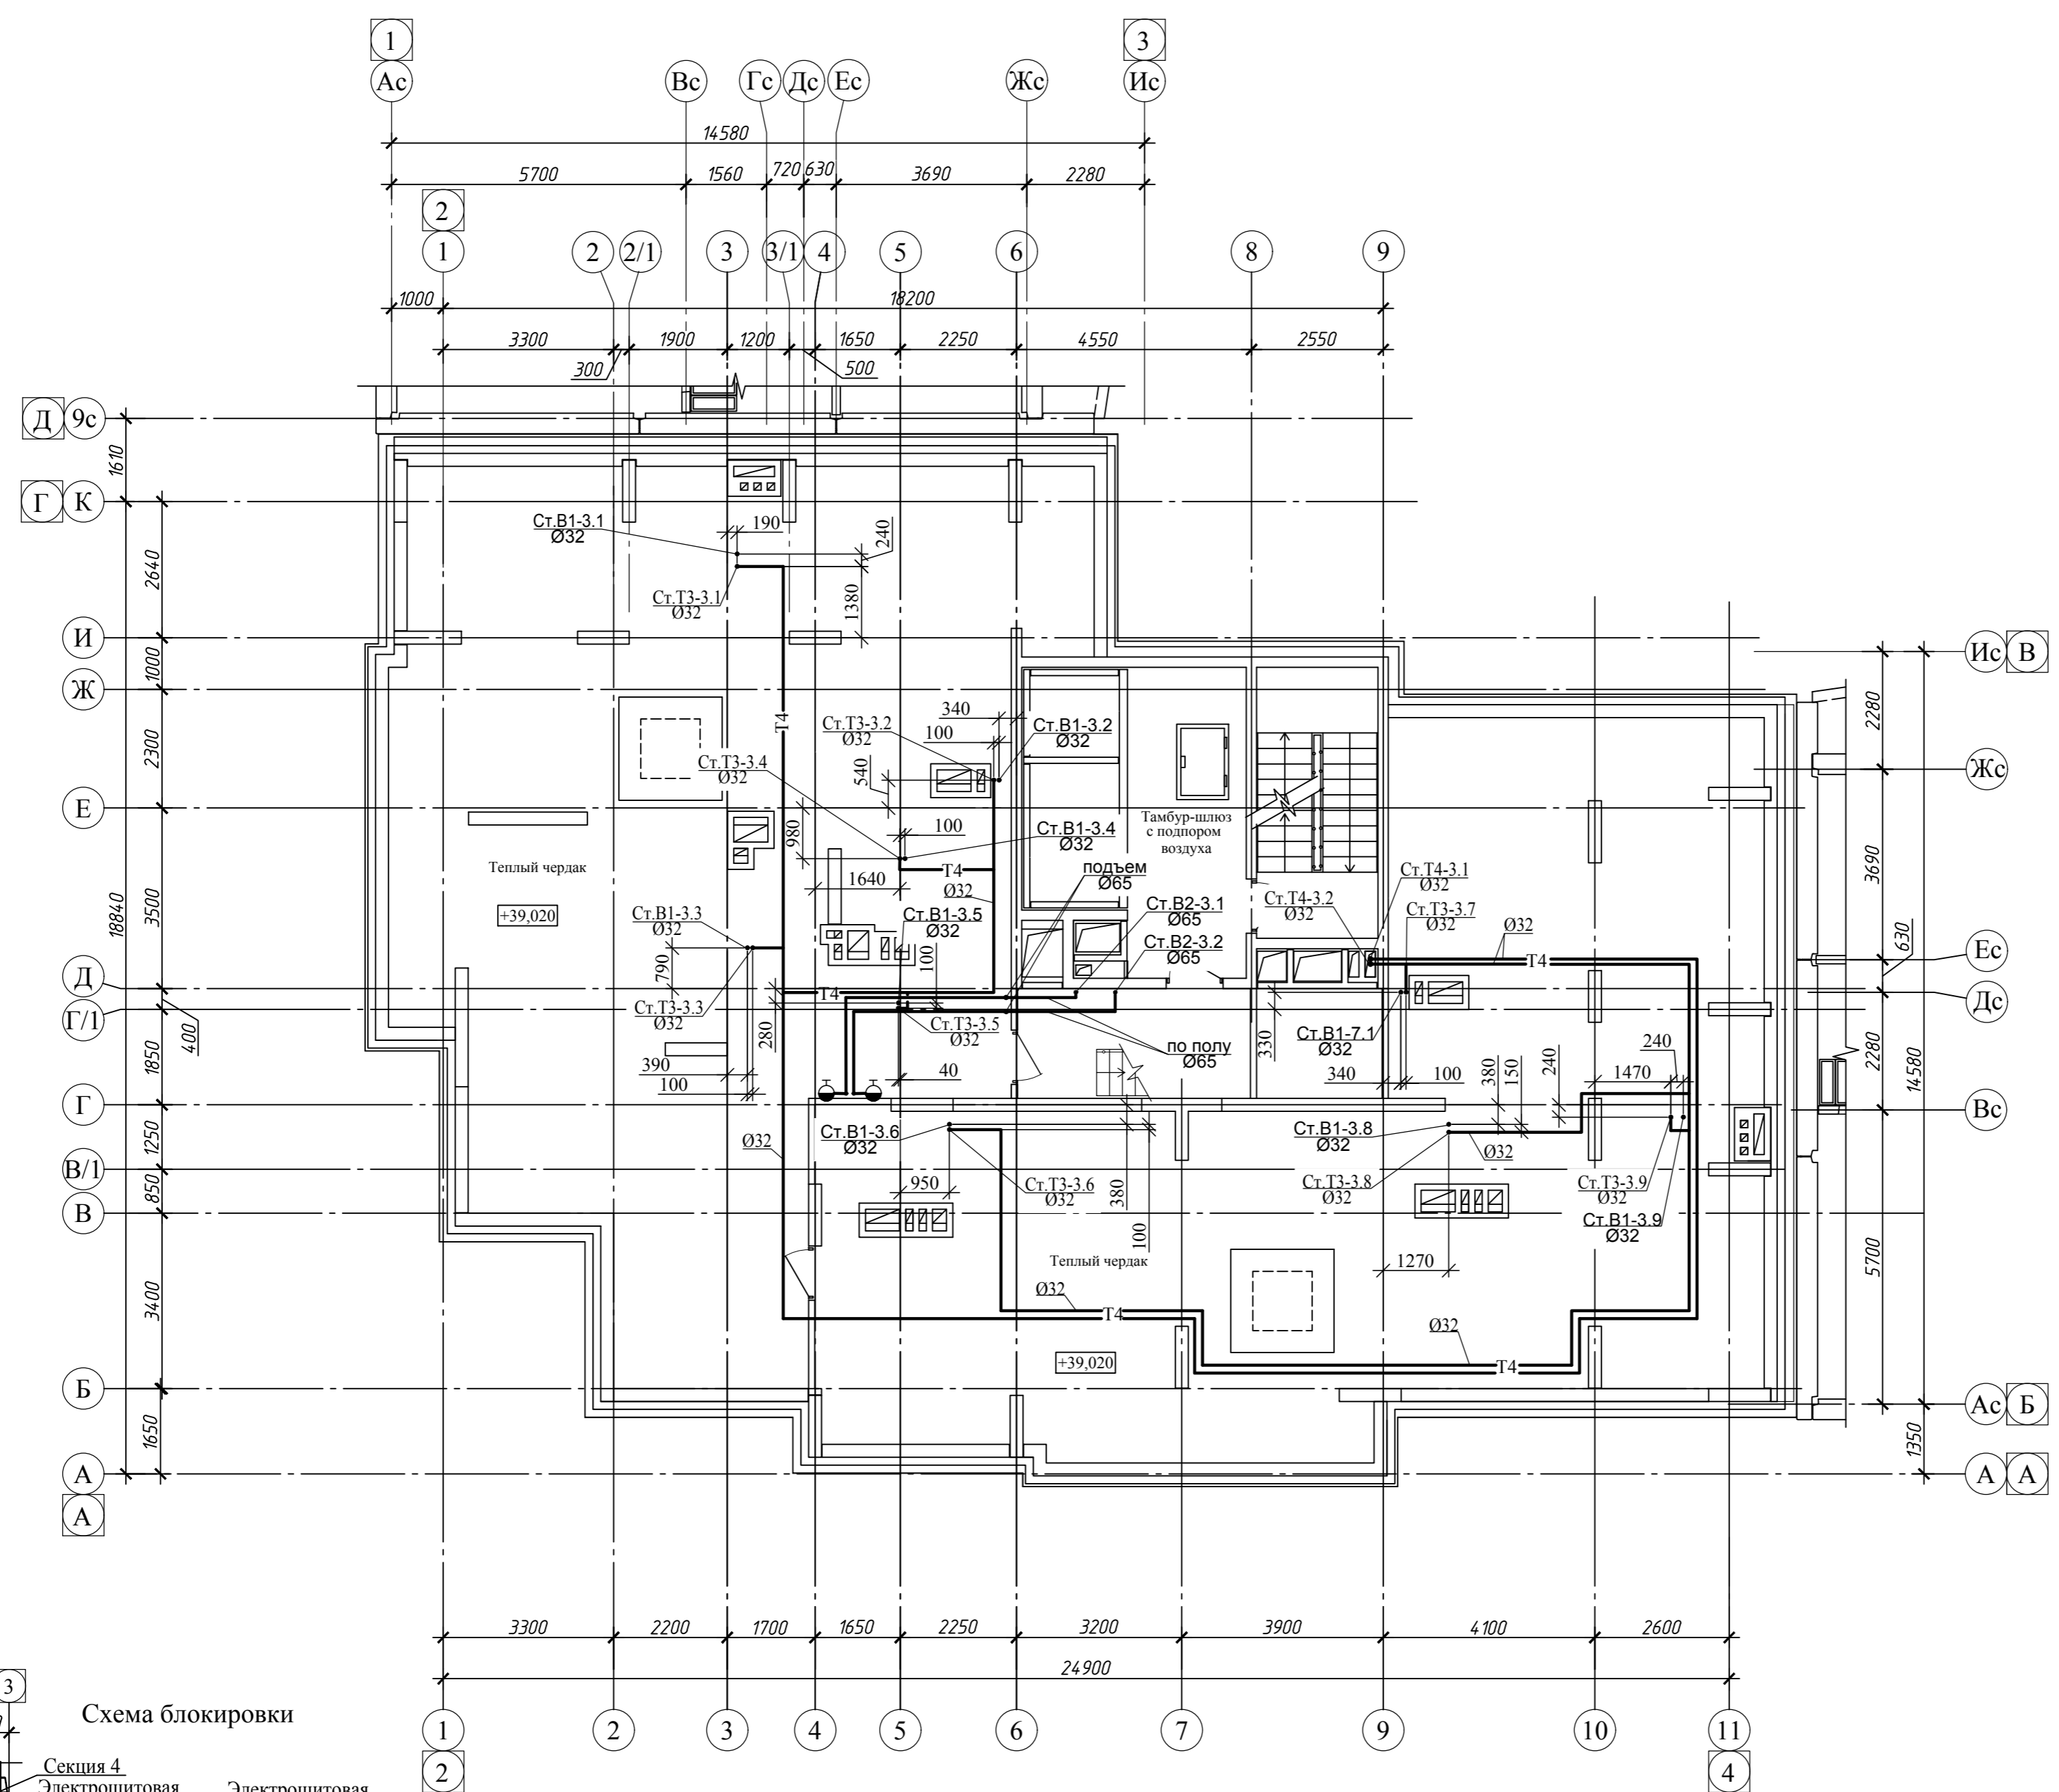 1
3
Ас
Вс
Гс
Дс
Ес
Жс
Ис
14580
5700
1560
720
630
3690
2280
2
1
2
2/1
3
3/1
4
5
6
8
9
1000
18200
3300
1900
1200
1650
2250
4550
2550
300
500
Д
9с
1610
Г
К
Ст.В1-3.1
Ø32
190
240
2640
Ст.Т3-3.1
Ø32
1380
И
Ис
В
1000
Ж
2280
340
Ст.Т3-3.2
Ø32
100
Ст.В1-3.2
Ø32
Т4
2300
Ст.Т3-3.4
Ø32
540
Жс
Е
980
100
Ст.В1-3.4
Ø32
Тамбур-шлюз
с подпором
воздуха
3690
Теплый чердак
Т4
Ø32
подъем
Ø65
Ст.Т4-3.1
Ø32
1640
18840
3500
+39,020
Ст.В1-3.3
Ø32
Ст.В1-3.5
Ø32
Ст.В2-3.1
Ø65
Ст.Т4-3.2
Ø32
Ст.Т3-3.7
Ø32
Ø32
630
790
100
Ст.В2-3.2
Ø65
Т4
Ес
Д
Т4
Дс
Г/1
400
Ст.Т3-3.3
Ø32
280
Ст.Т3-3.5
Ø32
по полу
Ø65
330
Ст.В1-7.1
Ø32
2280
14580
1850
390
100
40
340
100
380
150
240
1470
240
Г
Вс
1250
Ø32
Ст.В1-3.6
Ø32
Ст.В1-3.8
Ø32
Ø32
В/1
850
950
Ст.Т3-3.6
Ø32
380
Ст.Т3-3.8
Ø32
Ст.Т3-3.9
Ø32
В
100
Ст.В1-3.9
Ø32
Теплый чердак
1270
5700
3400
Ø32
Т4
Ø32
+39,020
Т4
Б
Ас
Б
1650
1350
А
А
А
А
3300
2200
1700
1650
2250
3200
3900
4100
2600
24900
3
Схема блокировки
1
2
3
4
5
6
7
9
10
11
2
4
Секция 4
Электрощитовая
Электрощитовая